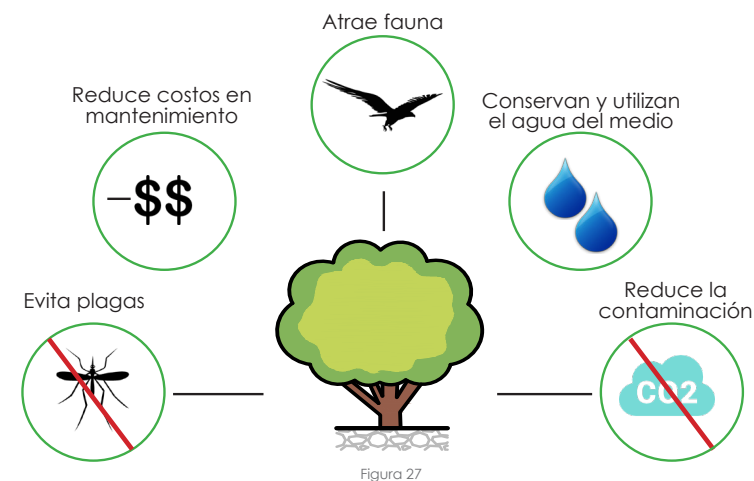 Atrae fauna
Reduce costos en
mantenimiento
–$$
Conservan y utilizan
el agua del medio
Evita plagas
Reduce la
contaminación
CO2
Figura 27